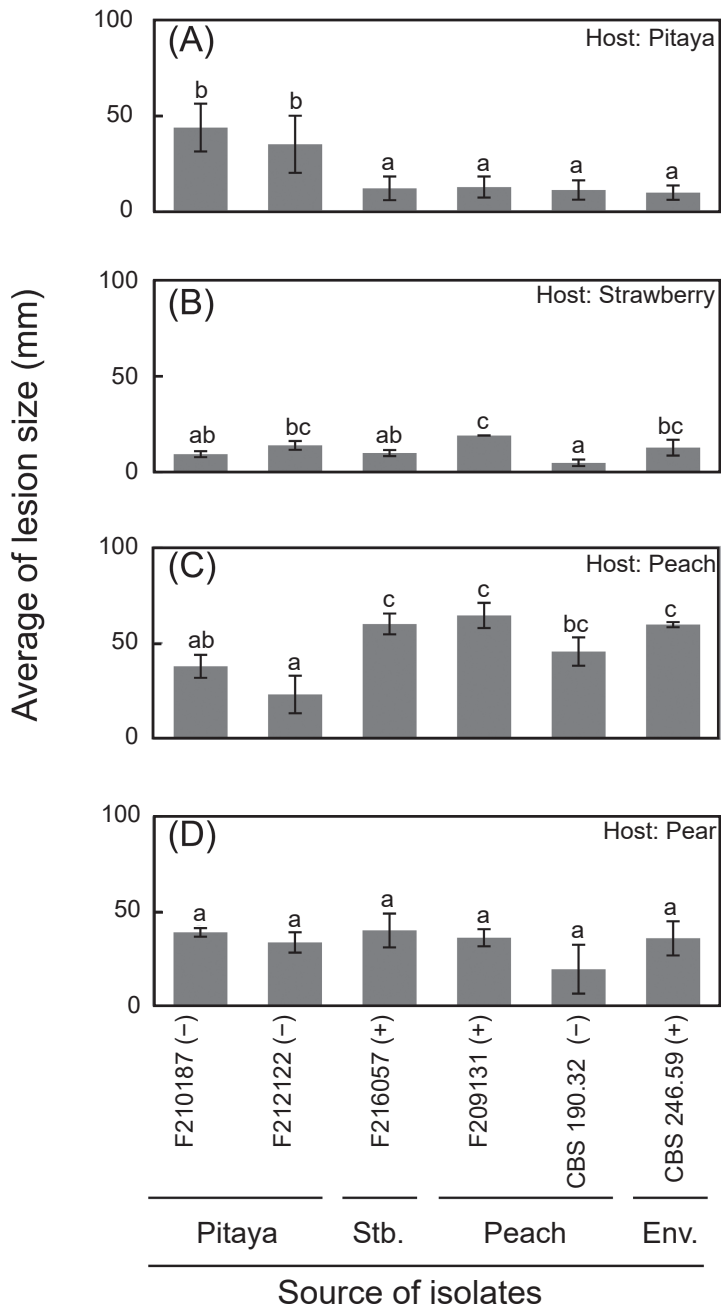 Average of lesion size (mm)
100
(A)
Host: Pitaya
b
b
50
a
a
a
a
0
100
(B)
Host: Strawberry
50
ab
bc
ab
c
a
bc
0
100
(C)
Host: Peach
c
c
c
bc
50
ab
a
0
100
(D)
Host: Pear
50
a
a
a
a
a
a
0
F210187 (−)
F212122 (−)
F216057 (+)
F209131 (+)
CBS 190.32 (−)
CBS 246.59 (+)
Pitaya
Stb.
Peach
Env.
Source of isolates